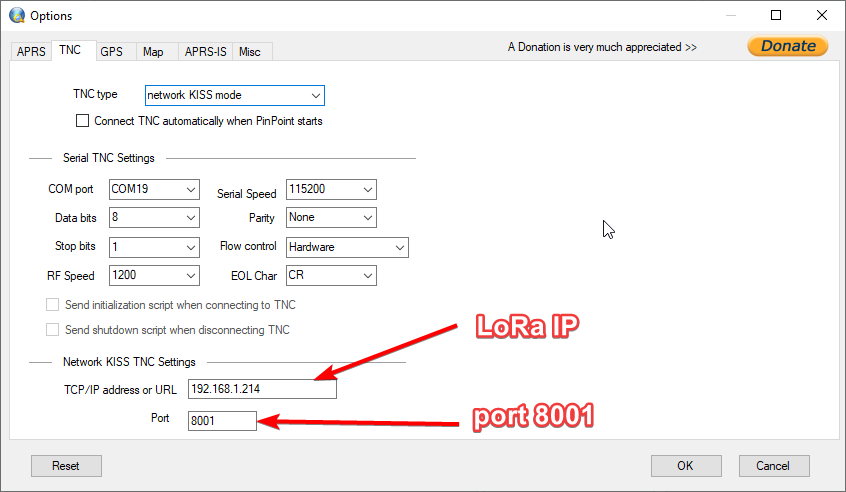 Options
APRS TNC GPS Map APRS-IS Misc A Donation is very much appreciated >> Donate
TNC type network KISS mode
Connect TNC automatically when PinPoint starts
Serial TNC Settings
COM port COM19 Serial Speed 115200
Data bits 8 Parity None
Stop bits 1 Flow control Hardware
RF Speed 1200 EOL Char CR
Send initialization script when connecting to TNC
Send shutdown script when disconnecting TNC
LoRa IP
Network KISS TNC Settings
TCP/IP address or URL 192.168.1.214
Port 8001 port 8001
Reset OK Cancel